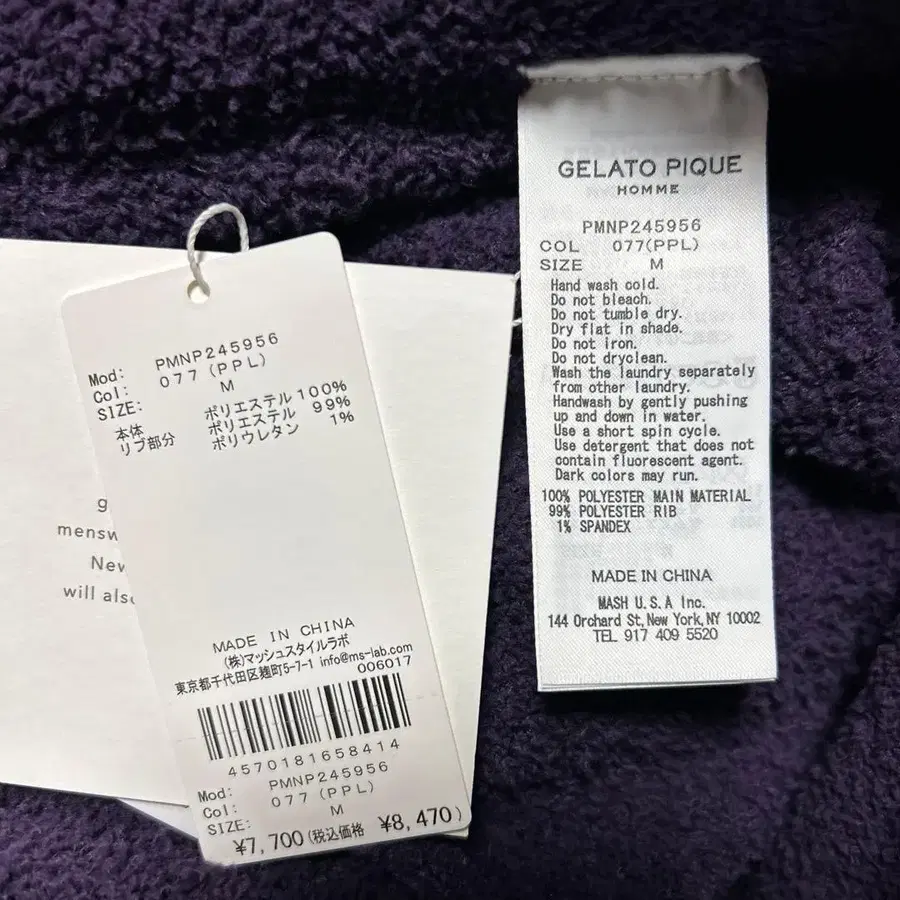 Mod: PMNP245956
Col: 077 (PPL)
SIZE: M
本体 ポリエステル 100%
リブ部分 ポリエステル 99%
ポリウレタン 1%
MADE IN CHINA
(株)マッシュスタイルラボ
東京都千代田区麹町5-7-1 info@ms-lab.com
006017
4570181658414
Mod: PMNP245956
Col: 077 (PPL)
SIZE: M
¥7,700 (税込価格 ¥8,470)
g
mensw
New
will also
GELATO PIQUE
HOMME
PMNP245956
COL 077(PPL)
SIZE M
Hand wash cold.
Do not bleach.
Do not tumble dry.
Dry flat in shade.
Do not iron.
Do not dryclean.
Wash the laundry separately
from other laundry.
Handwash by gently pushing
up and down in water.
Use a short spin cycle.
Use detergent that does not
contain fluorescent agent.
Dark colors may run.
100% POLYESTER MAIN MATERIAL
99% POLYESTER RIB
1% SPANDEX
MADE IN CHINA
MASH U.S.A Inc.
144 Orchard St, New York, NY 10002
TEL 917 409 5520